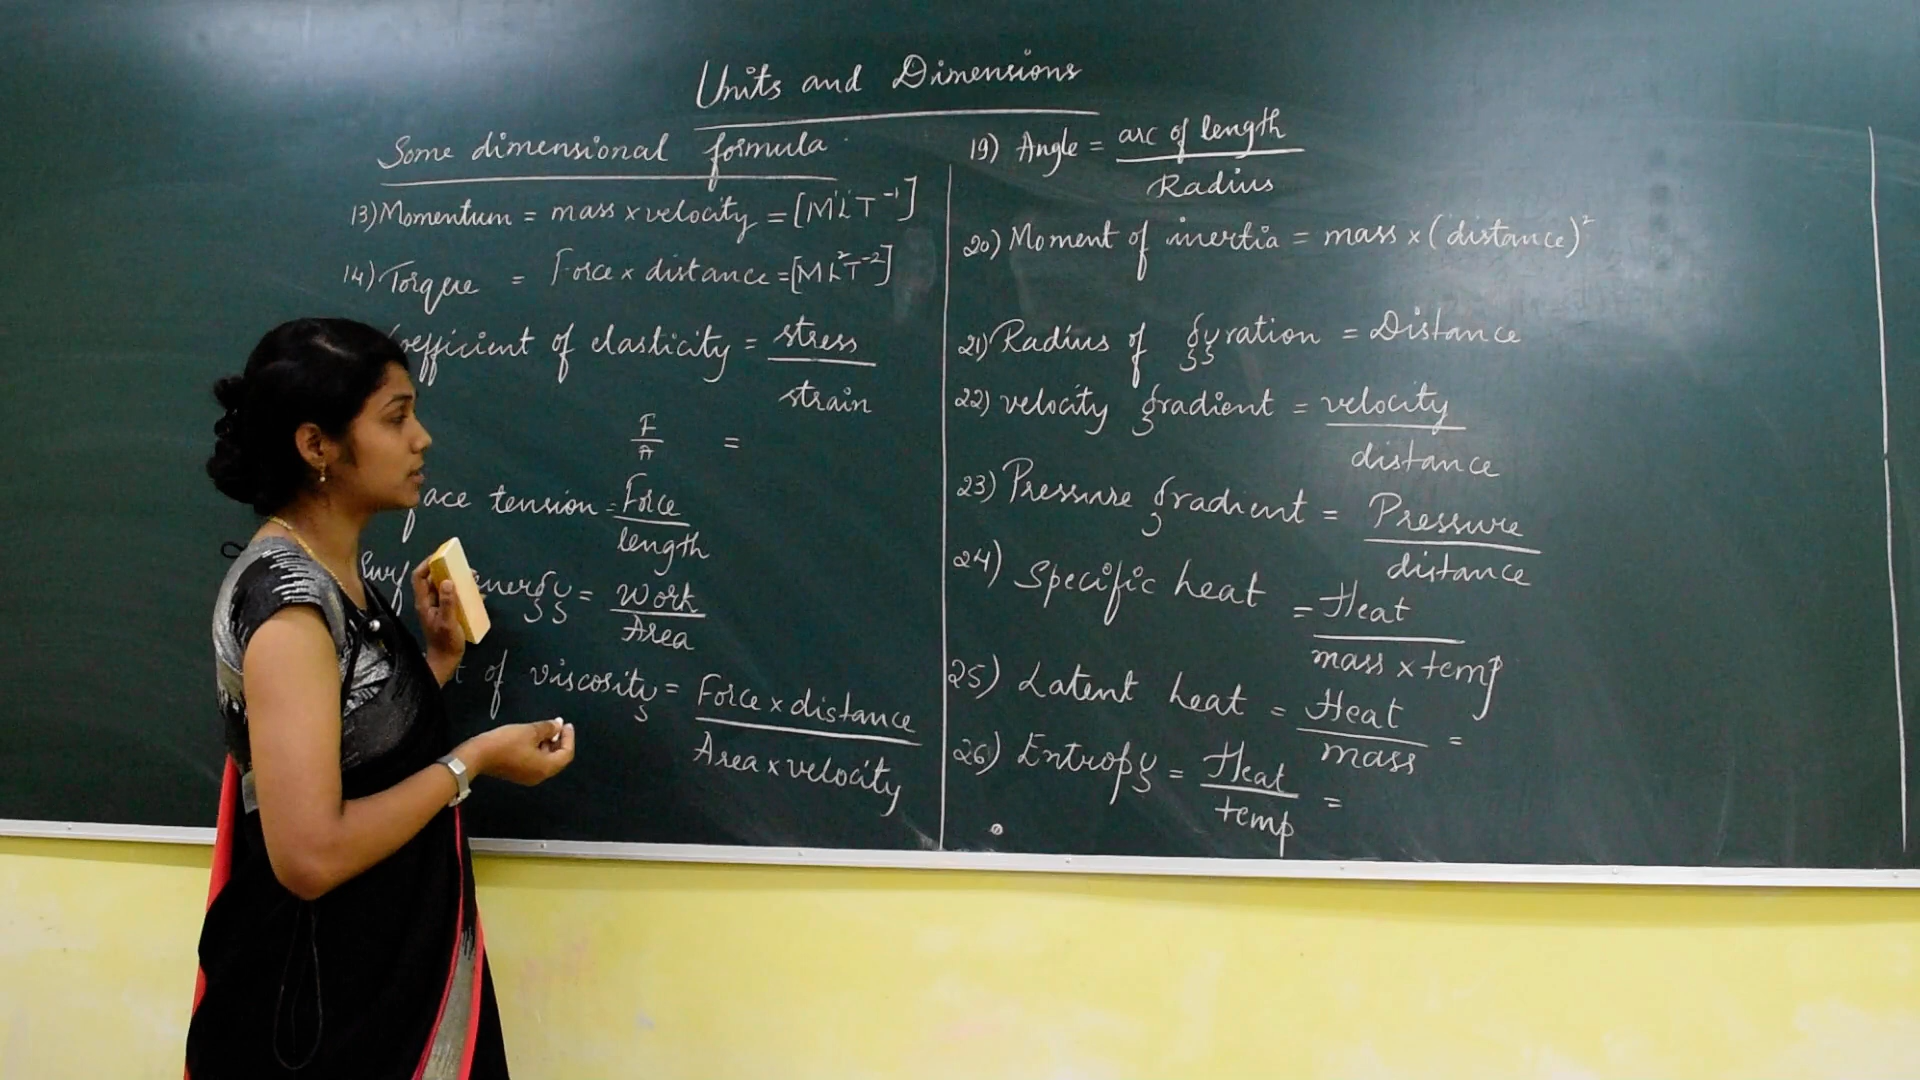 Units and Dimensions
Some dimensional formula
13) Momentum = mass x velocity = [M¹L¹T⁻¹]
14) Torque = Force x distance = [ML²T⁻²]
oefficient of elasticity = stress
strain
F
A
=
ace tension = Force
length
Surf energy = Work
Area
t of viscosity = Force x distance
Area x velocity
19) Angle = arc of length
Radius
20) Moment of inertia = mass x (distance)²
21) Radius of gyration = Distance
22) velocity gradient = velocity
distance
23) Pressure gradient = Pressure
distance
24) Specific heat = Heat
mass x temp
25) Latent heat = Heat =
mass
26) Entropy = Heat =
temp